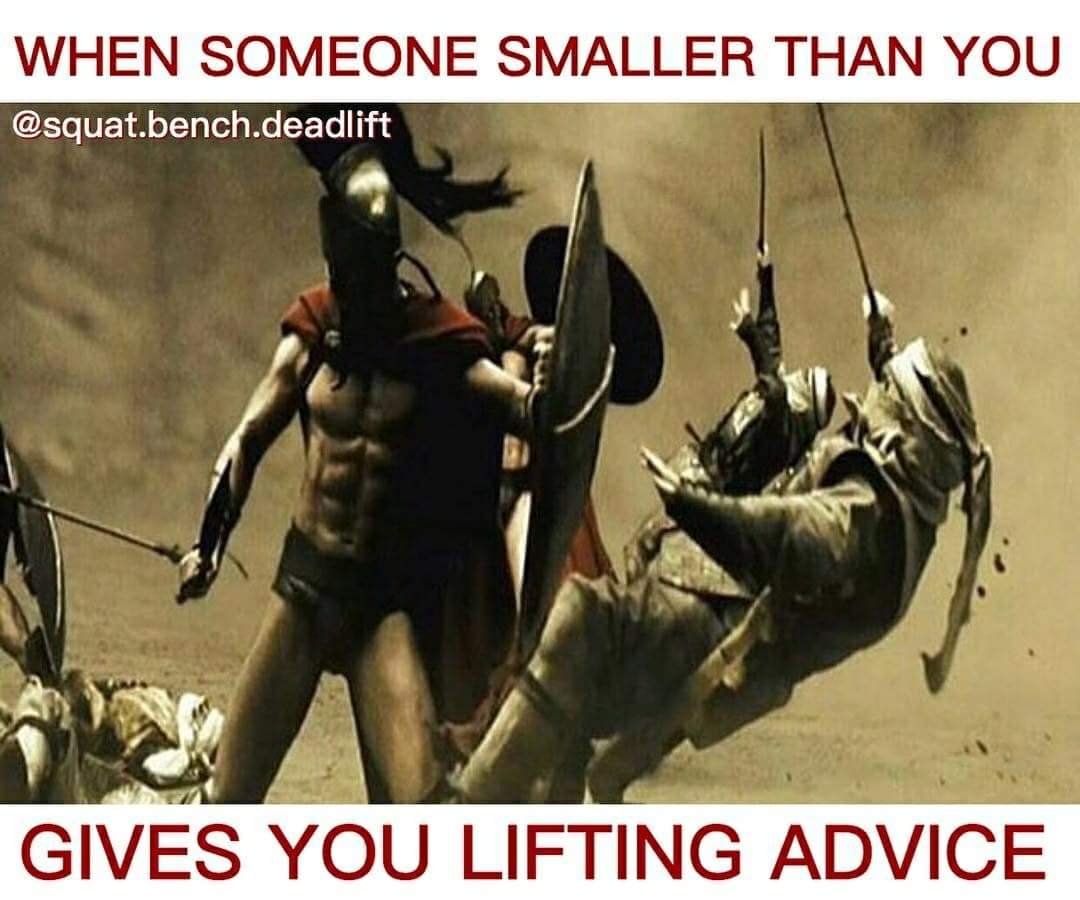 WHEN SOMEONE SMALLER THAN YOU
@squat.bench.deadlift
GIVES YOU LIFTING ADVICE